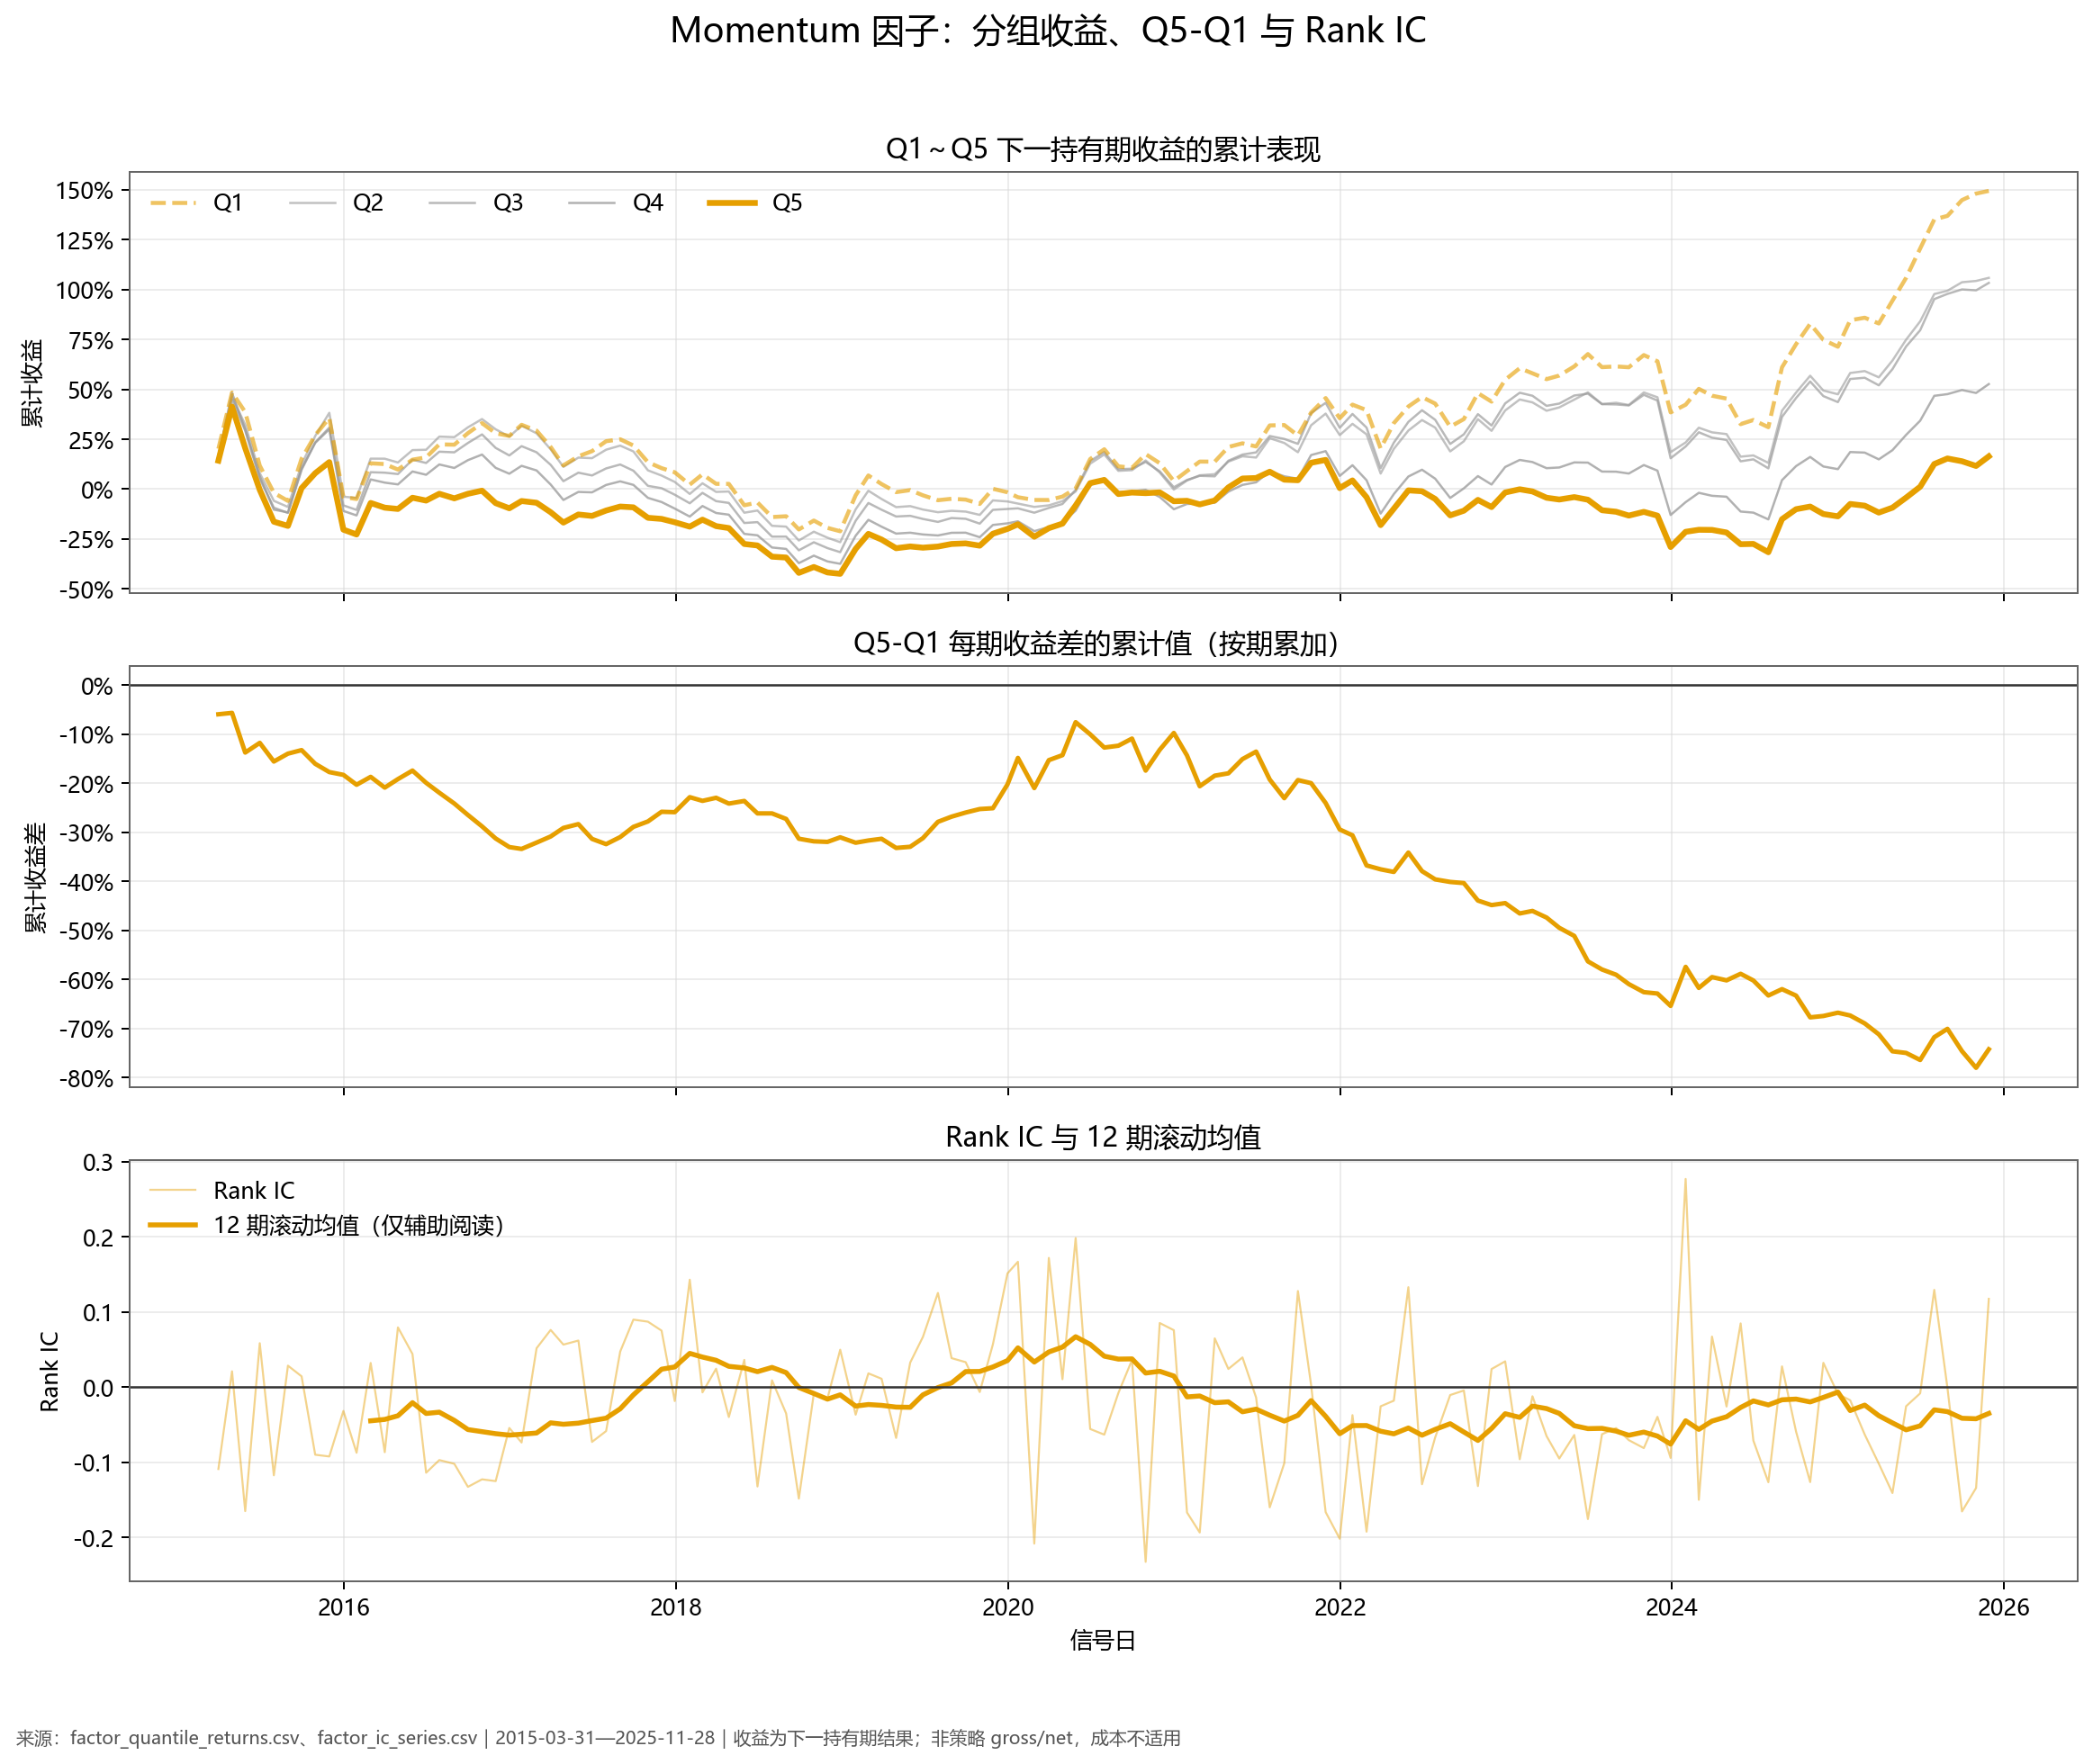 Momentum 因子：分组收益、Q5-Q1 与 Rank IC
Q1～Q5 下一持有期收益的累计表现
150%
125%
100%
75%
50%
25%
0%
-25%
-50%
累计收益
Q1 Q2 Q3 Q4 Q5
Q5-Q1 每期收益差的累计值（按期累加）
0%
-10%
-20%
-30%
-40%
-50%
-60%
-70%
-80%
累计收益差
Rank IC 与 12 期滚动均值
0.3
0.2
0.1
0.0
-0.1
-0.2
Rank IC
Rank IC
12 期滚动均值（仅辅助阅读）
2016 2018 2020 2022 2024 2026
信号日
来源：factor_quantile_returns.csv、factor_ic_series.csv | 2015-03-31—2025-11-28 | 收益为下一持有期结果；非策略 gross/net，成本不适用